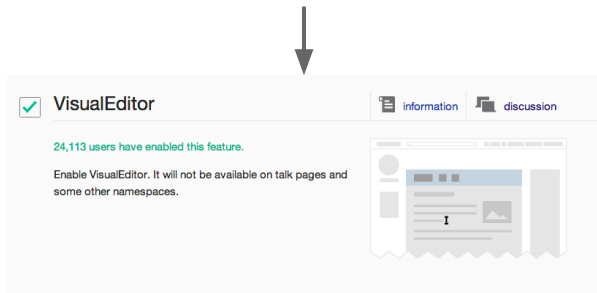 VisualEditor
information
discussion
24,113 users have enabled this feature.
Enable VisualEditor. It will not be available on talk pages and
some other namespaces.